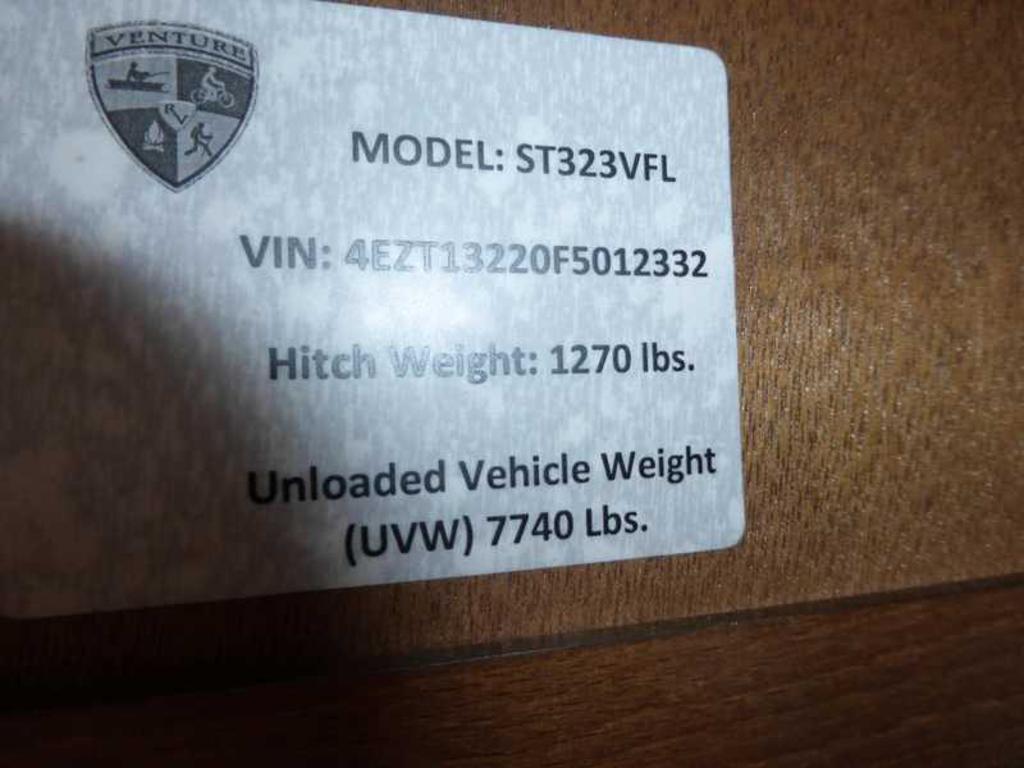 VENTURE
RV
MODEL: ST323VFL
VIN: 4EZT13220F5012332
Hitch Weight: 1270 lbs.
Unloaded Vehicle Weight
(UVW) 7740 Lbs.